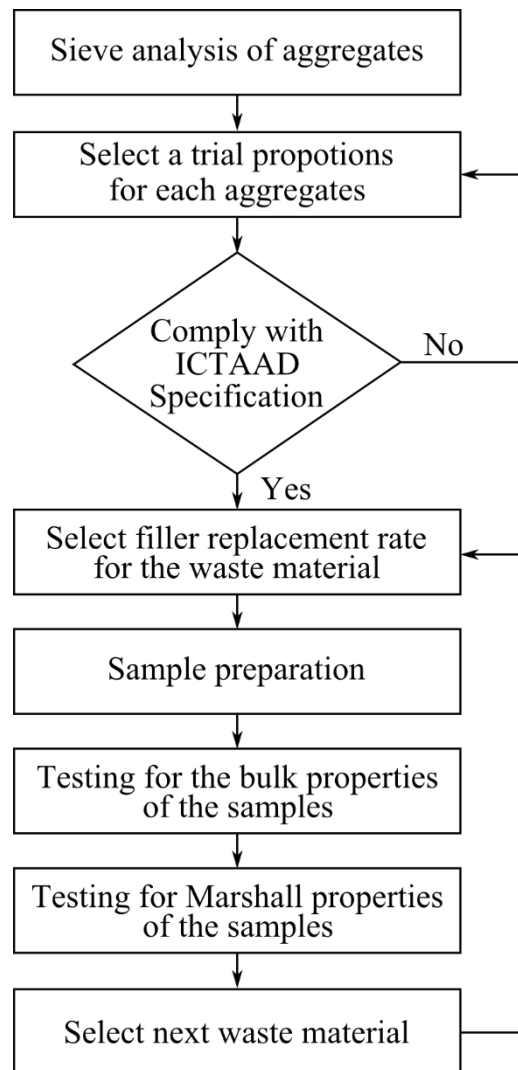 Sieve analysis of aggregates
Select a trial propotions
for each aggregates
Comply with
ICTAAD
Specification
No
Yes
Select filler replacement rate
for the waste material
Sample preparation
Testing for the bulk properties
of the samples
Testing for Marshall properties
of the samples
Select next waste material